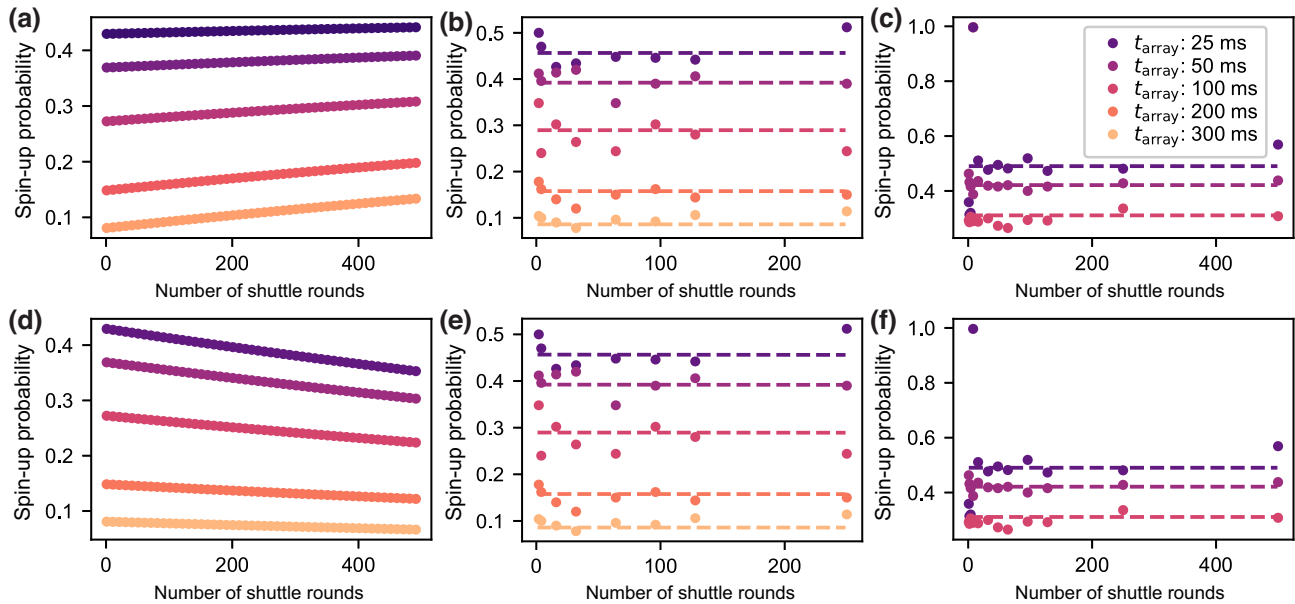 (a)
Spin-up probability
0.4
0.3
0.2
0.1
0
200
400
Number of shuttle rounds
(b)
Spin-up probability
0.5
0.4
0.3
0.2
0.1
0
100
200
Number of shuttle rounds
(c)
Spin-up probability
1.0
0.8
0.6
0.4
0
200
400
Number of shuttle rounds
t_array: 25 ms
t_array: 50 ms
t_array: 100 ms
t_array: 200 ms
t_array: 300 ms
(d)
Spin-up probability
0.4
0.3
0.2
0.1
0
200
400
Number of shuttle rounds
(e)
Spin-up probability
0.5
0.4
0.3
0.2
0.1
0
100
200
Number of shuttle rounds
(f)
Spin-up probability
1.0
0.8
0.6
0.4
0
200
400
Number of shuttle rounds